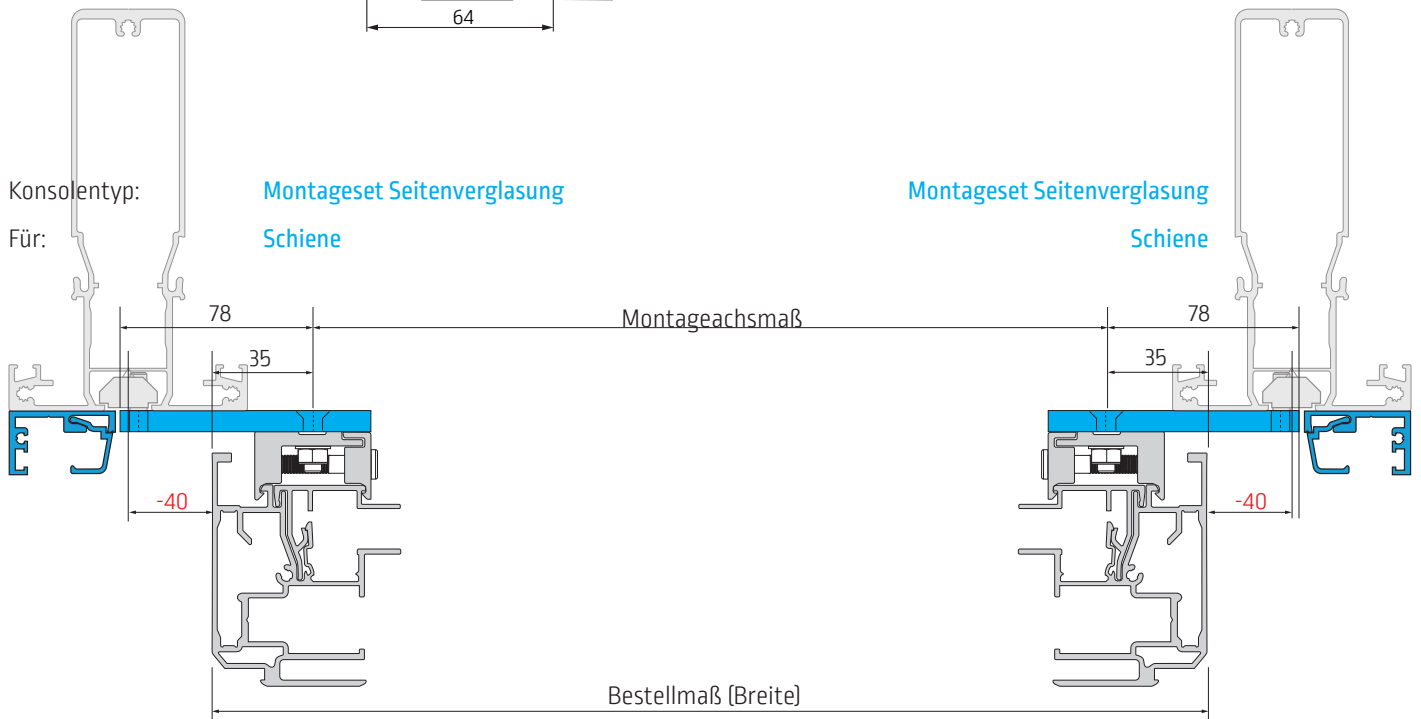 64
Konsolentyp: Montageset Seitenverglasung Montageset Seitenverglasung
Für: Schiene Schiene
78 Montageachsmaß 78
35 35
-40 -40
Bestellmaß (Breite)